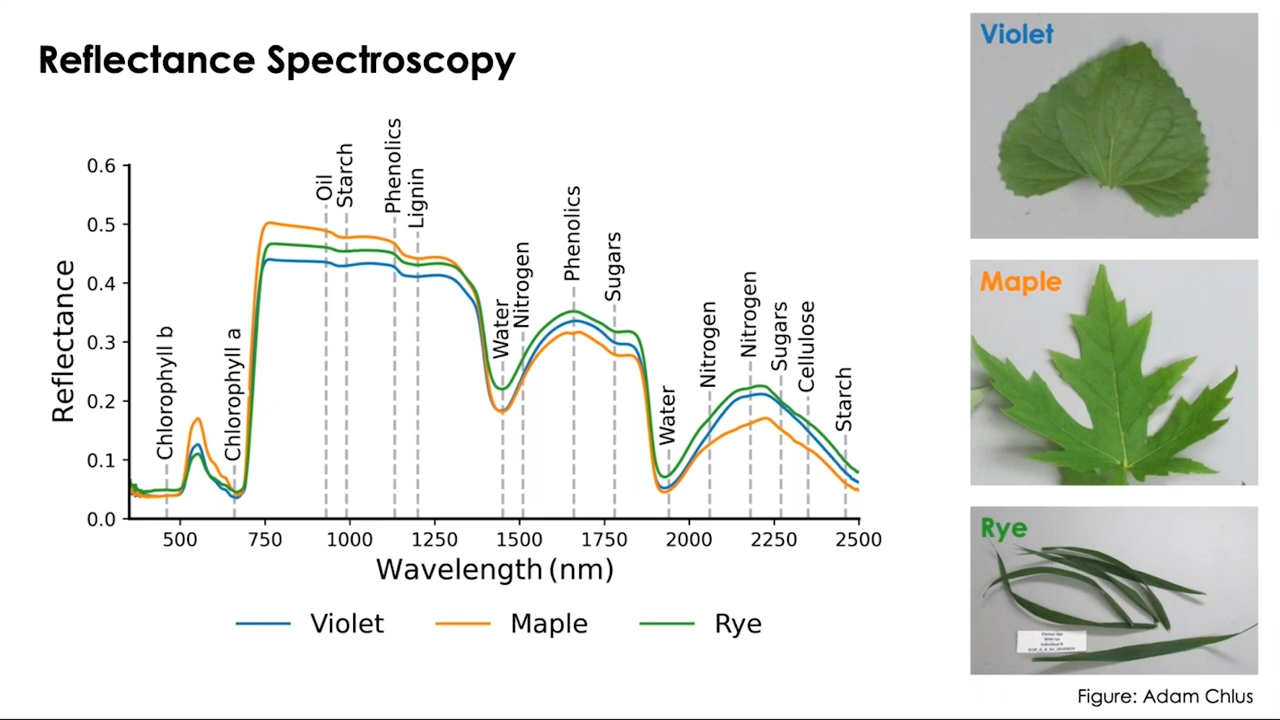 Reflectance Spectroscopy
Violet
Maple
Rye
Reflectance
0.6
0.5
0.4
0.3
0.2
0.1
0.0
Chlorophyll b
Chlorophyll a
Oil
Starch
Phenolics
Lignin
Water
Nitrogen
Phenolics
Sugars
Water
Nitrogen
Nitrogen
Sugars
Cellulose
Starch
500 750 1000 1250 1500 1750 2000 2250 2500
Wavelength (nm)
Violet Maple Rye
Figure: Adam Chlus